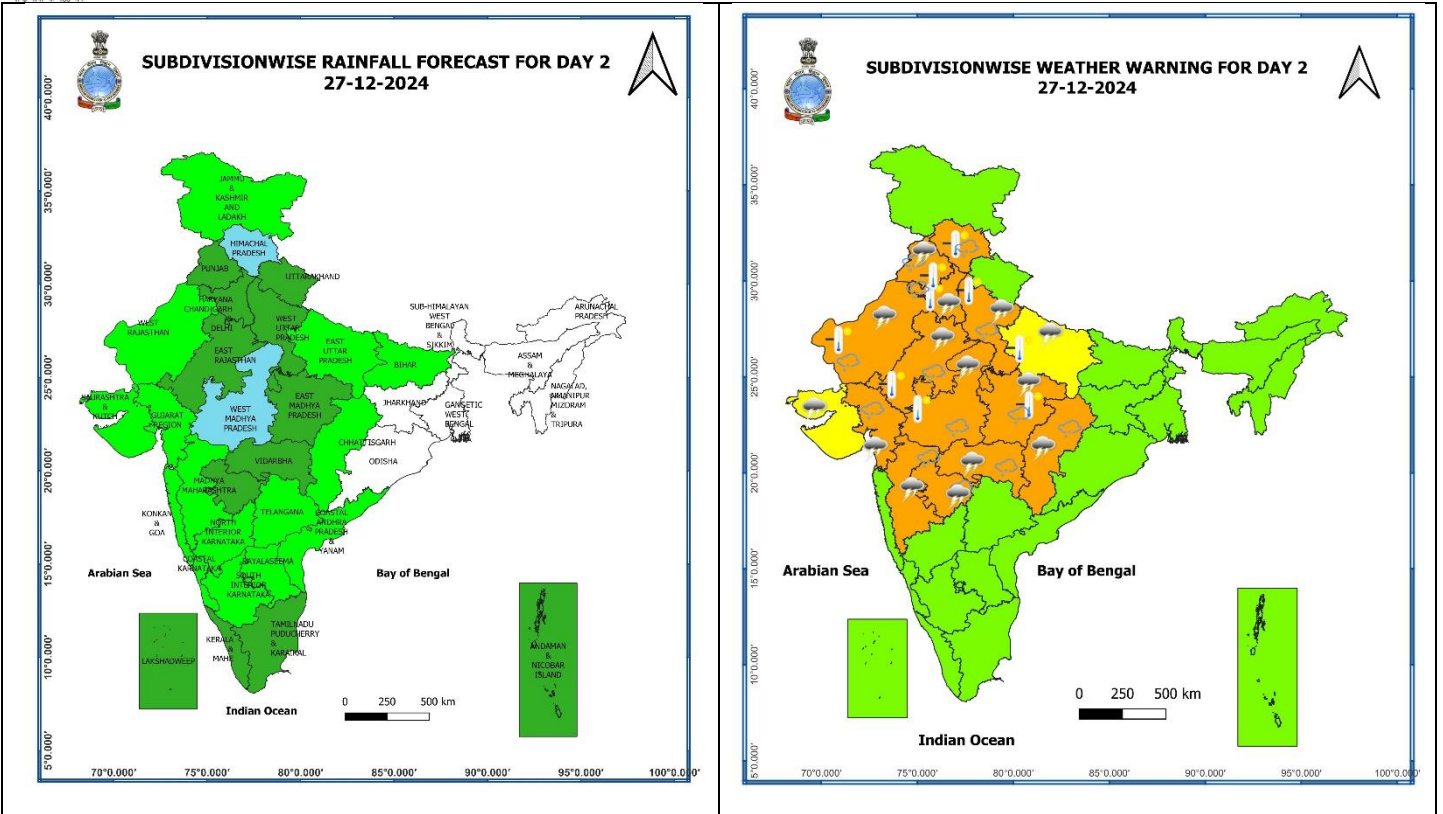 SUBDIVISIONWISE RAINFALL FORECAST FOR DAY 2
27-12-2024
40°0.000'
35°0.000'
30°0.000'
25°0.000'
20°0.000'
15°0.000'
10°0.000'
5°0.000'
JAMMU
&
KASHMIR
AND
LADAKH
HIMACHAL
PRADESH
PUNJAB
UTTARAKHAND
HARYANA
CHANDIGARH
&
DELHI
WEST
UTTAR
PRADESH
WEST
RAJASTHAN
EAST
RAJASTHAN
EAST
UTTAR
PRADESH
BIHAR
SUB-HIMALAYAN
WEST
BENGAL
&
SIKKIM
ARUNACHAL
PRADESH
ASSAM
&
MEGHALAYA
MIZORAM
&
TRIPURA
SAURASHTRA
&
KUTCH
GUJARAT
REGION
WEST
MADHYA
PRADESH
EAST
MADHYA
PRADESH
JHARKHAND
GANGETIC
WEST
BENGAL
CHHATTISGARH
ODISHA
VIDARBHA
MADHYA
MAHARASHTRA
KONKAN
&
GOA
TELANGANA
NORTH
INTERIOR
KARNATAKA
COASTAL
ANDHRA
PRADESH
&
YANAM
COASTAL
KARNATAKA
RAYALASEEMA
SOUTH
INTERIOR
KARNATAKA
Arabian Sea
Bay of Bengal
KERALA
&
MAHE
TAMILNADU
PUDUCHERRY
&
KARAIKAL
LAKSHADWEEP
ANDAMAN
&
NICOBAR
ISLAND
0 250 500 km
Indian Ocean
70°0.000' 75°0.000' 80°0.000' 85°0.000' 90°0.000' 95°0.000' 100°0.000'
SUBDIVISIONWISE WEATHER WARNING FOR DAY 2
27-12-2024
40°0.000'
35°0.000'
30°0.000'
25°0.000'
20°0.000'
15°0.000'
10°0.000'
5°0.000'
Arabian Sea
Bay of Bengal
0 250 500 km
Indian Ocean
70°0.000' 75°0.000' 80°0.000' 85°0.000' 90°0.000' 95°0.000' 100°0.000'